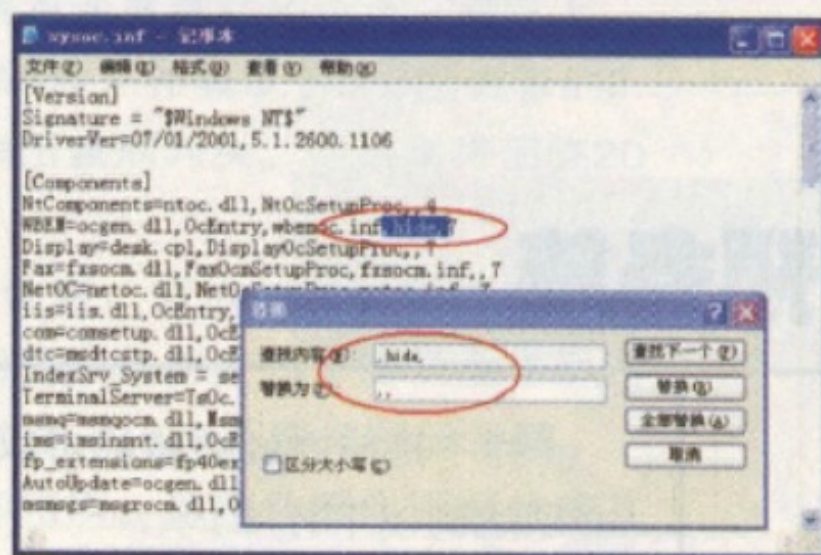 sysoc.inf - 记事本
文件(F) 编辑(E) 格式(O) 查看(V) 帮助(H)
[Version]
Signature = "$Windows NT$"
DriverVer=07/01/2001,5.1.2600.1106
[Components]
NtComponents=ntoc.dll,NtOcSetupProc,,4
WBEM=ocgen.dll,OcEntry,wbemoc.inf,hide,7
Display=desk.cpl,DisplayOcSetupProc,,7
Fax=fxsocm.dll,FaxOcmSetupProc,fxsocm.inf,,7
NetOC=netoc.dll,NetOcSetupProc,netoc.inf,,7
iis=iis.dll,OcEntry,
com=comsetup.dll,OcE
dtc=msdtcstp.dll,OcE
IndexSrv_System = se
TerminalServer=TsOc.
msmq=msmqocm.dll,Msm
ims=imsinsnt.dll,OcE
fp_extensions=fp40ex
AutoUpdate=ocgen.dll
msmsgs=msgrocm.dll,O
替换
查找内容(N): ,hide, 查找下一个(F)
替换为(P): ,, 替换(R)
全部替换(A)
区分大小写(C) 取消